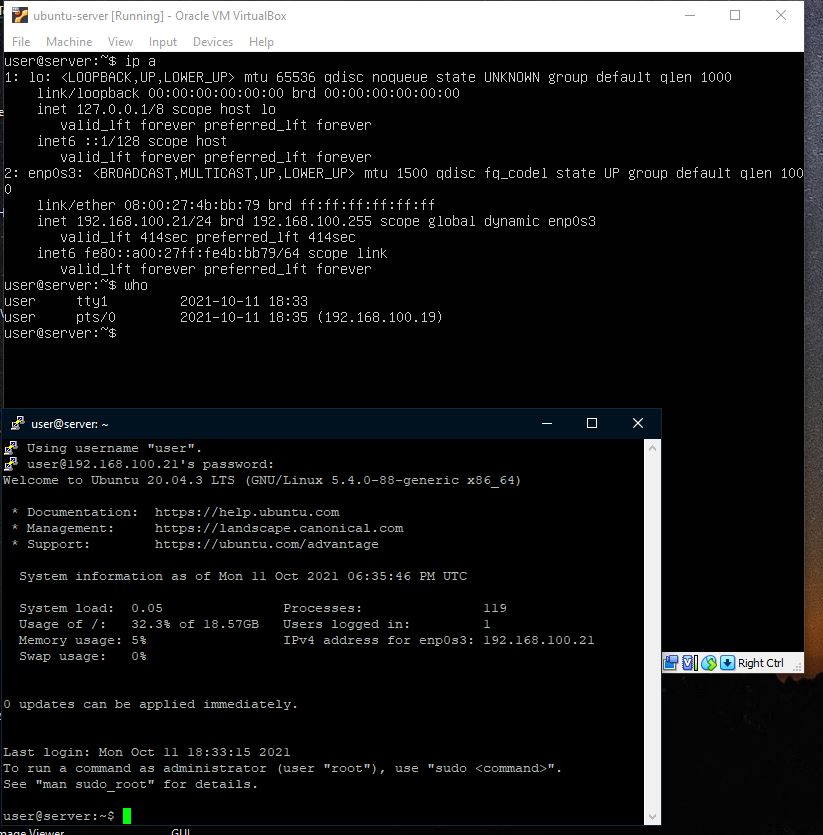 ubuntu-server [Running] - Oracle VM VirtualBox
File Machine View Input Devices Help
user@server:~$ ip a
1: lo: <LOOPBACK,UP,LOWER_UP> mtu 65536 qdisc noqueue state UNKNOWN group default qlen 1000
    link/loopback 00:00:00:00:00:00 brd 00:00:00:00:00:00
    inet 127.0.0.1/8 scope host lo
       valid_lft forever preferred_lft forever
    inet6 ::1/128 scope host
       valid_lft forever preferred_lft forever
2: enp0s3: <BROADCAST,MULTICAST,UP,LOWER_UP> mtu 1500 qdisc fq_codel state UP group default qlen 100
0
    link/ether 08:00:27:4b:bb:79 brd ff:ff:ff:ff:ff:ff
    inet 192.168.100.21/24 brd 192.168.100.255 scope global dynamic enp0s3
       valid_lft 414sec preferred_lft 414sec
    inet6 fe80::a00:27ff:fe4b:bb79/64 scope link
       valid_lft forever preferred_lft forever
user@server:~$ who
user     tty1         2021-10-11 18:33
user     pts/0        2021-10-11 18:35 (192.168.100.19)
user@server:~$
user@server: ~
Using username "user".
user@192.168.100.21's password:
Welcome to Ubuntu 20.04.3 LTS (GNU/Linux 5.4.0-88-generic x86_64)
 * Documentation:  https://help.ubuntu.com
 * Management:     https://landscape.canonical.com
 * Support:        https://ubuntu.com/advantage
  System information as of Mon 11 Oct 2021 06:35:46 PM UTC
  System load:  0.05               Processes:               119
  Usage of /:   32.3% of 18.57GB   Users logged in:         1
  Memory usage: 5%                 IPv4 address for enp0s3: 192.168.100.21
  Swap usage:   0%
0 updates can be applied immediately.
Last login: Mon Oct 11 18:33:15 2021
To run a command as administrator (user "root"), use "sudo <command>".
See "man sudo_root" for details.
user@server:~$
Right Ctrl
Viewer GUI